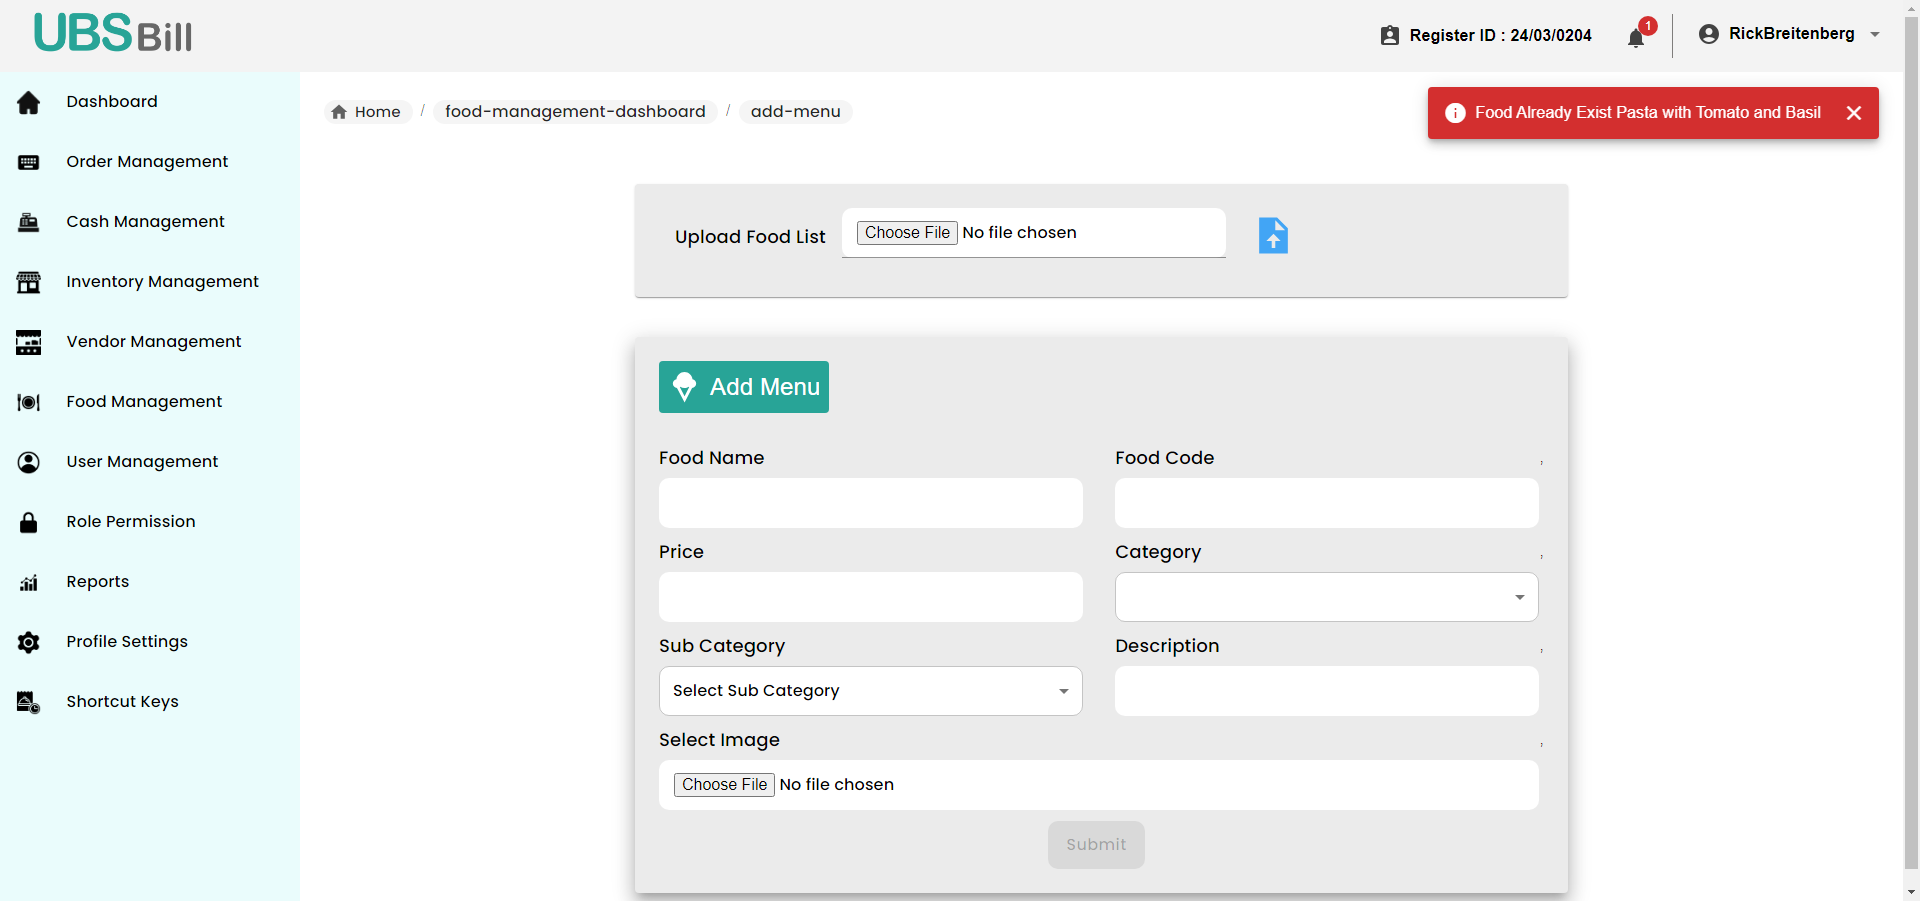 UBS Bill
Register ID : 24/03/0204
1
RickBreitenberg
Dashboard
Order Management
Cash Management
Inventory Management
Vendor Management
Food Management
User Management
Role Permission
Reports
Profile Settings
Shortcut Keys
Home / food-management-dashboard / add-menu
Food Already Exist Pasta with Tomato and Basil
Upload Food List
Choose File No file chosen
Add Menu
Food Name
Food Code ,
Price
Category ,
Sub Category
Select Sub Category
Description ,
Select Image ,
Choose File No file chosen
Submit